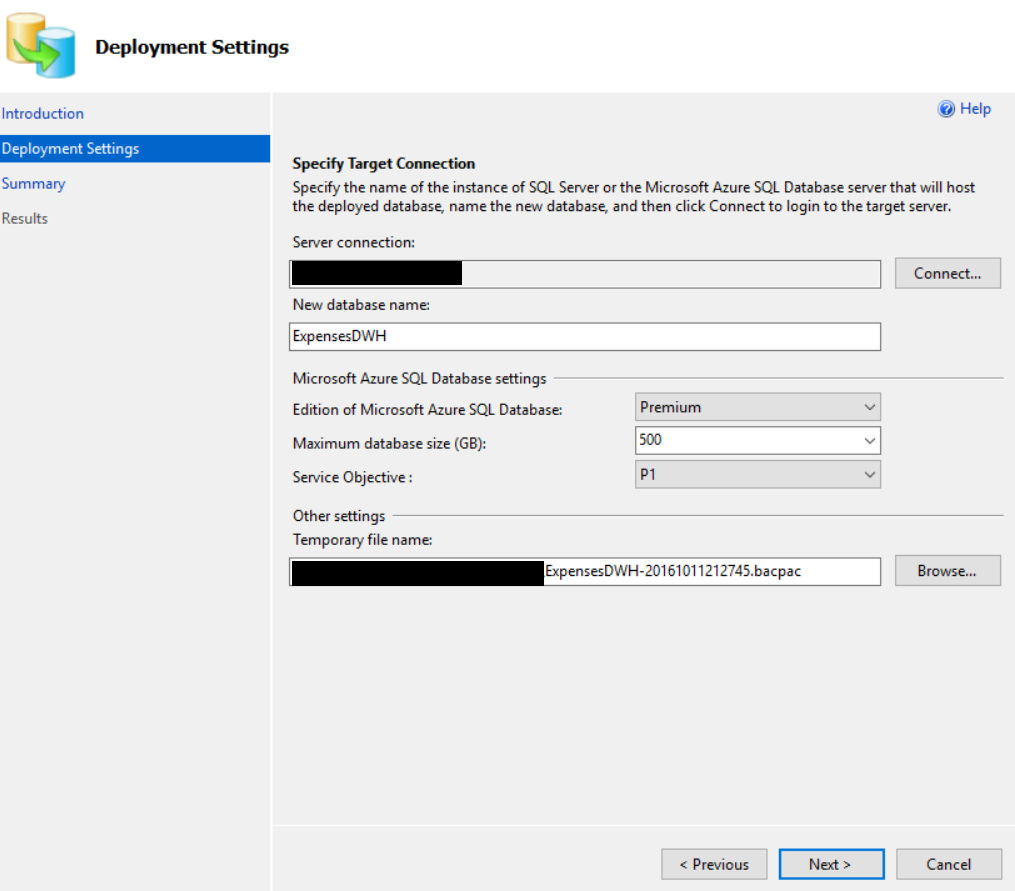 Deployment Settings
Introduction
Deployment Settings
Summary
Results
Help
Specify Target Connection
Specify the name of the instance of SQL Server or the Microsoft Azure SQL Database server that will host
the deployed database, name the new database, and then click Connect to login to the target server.
Server connection:
Connect...
New database name:
ExpensesDWH
Microsoft Azure SQL Database settings
Edition of Microsoft Azure SQL Database:
Premium
Maximum database size (GB):
500
Service Objective :
P1
Other settings
Temporary file name:
ExpensesDWH-20161011212745.bacpac
Browse...
< Previous
Next >
Cancel